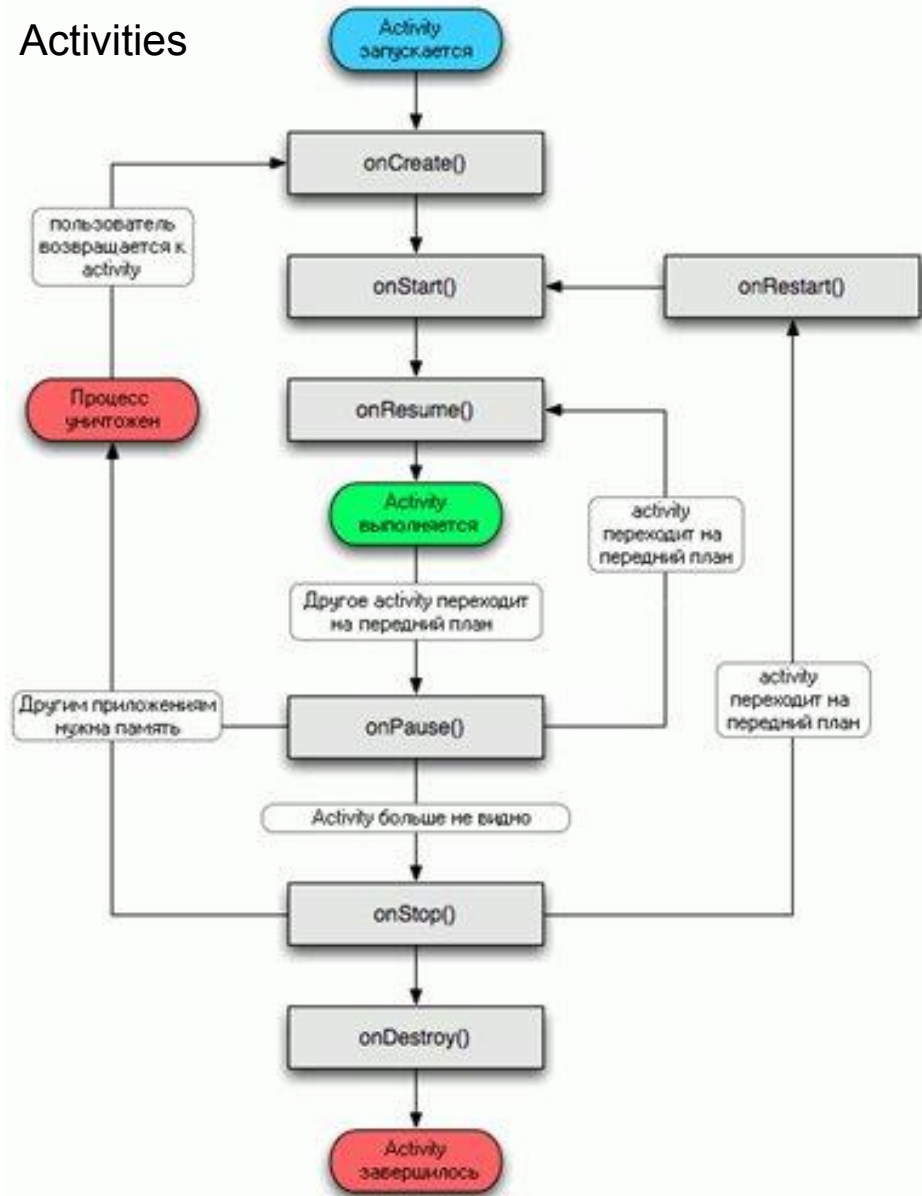 Activities
Activity
запускается
onCreate()
пользователь
возвращается к
activity
onStart()
onRestart()
Процесс
уничтожен
onResume()
Activity
выполняется
activity
переходит на
передний план
Другое activity переходит
на передний план
Другим приложениям
нужна память
onPause()
activity
переходит на
передний план
Activity больше не видно
onStop()
onDestroy()
Activity
завершилось